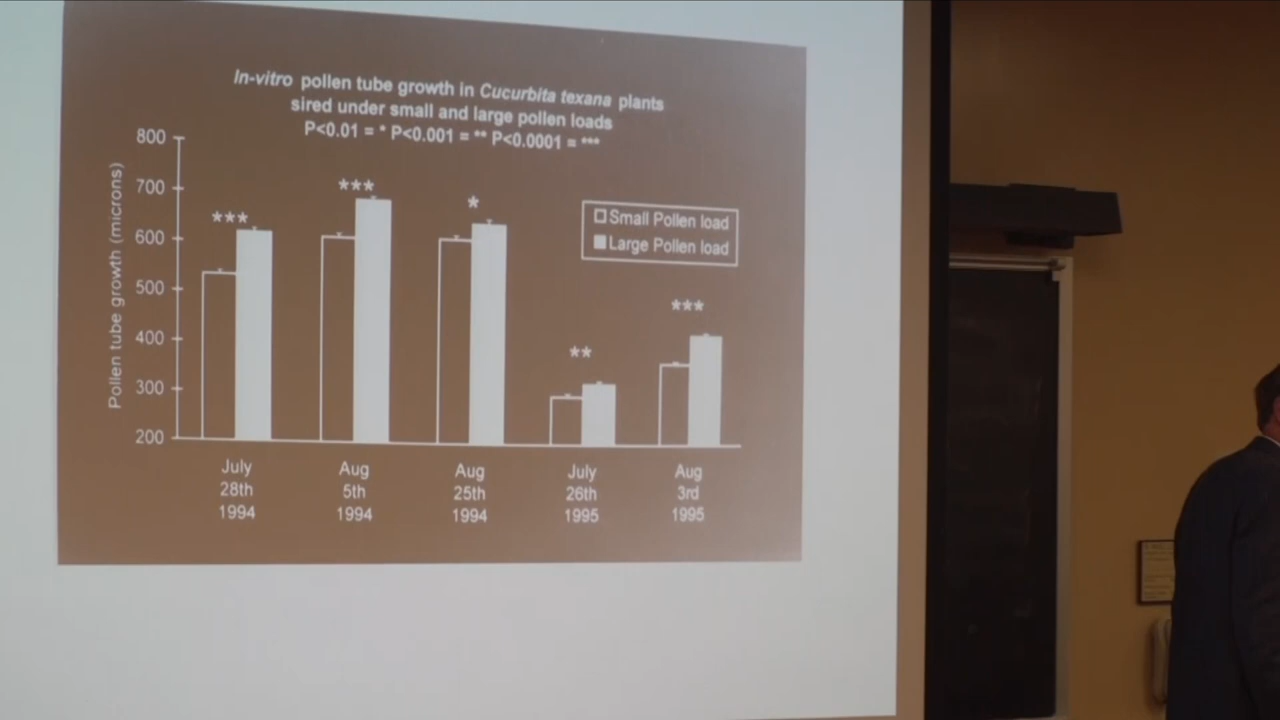 In-vitro pollen tube growth in Cucurbita texana plants
sired under small and large pollen loads
P<0.01 = * P<0.001 = ** P<0.0001 = ***
800
700
600
500
400
300
200
Pollen tube growth (microns)
***
***
*
**
***
Small Pollen load
Large Pollen load
July
28th
1994
Aug
5th
1994
Aug
25th
1994
July
26th
1995
Aug
3rd
1995